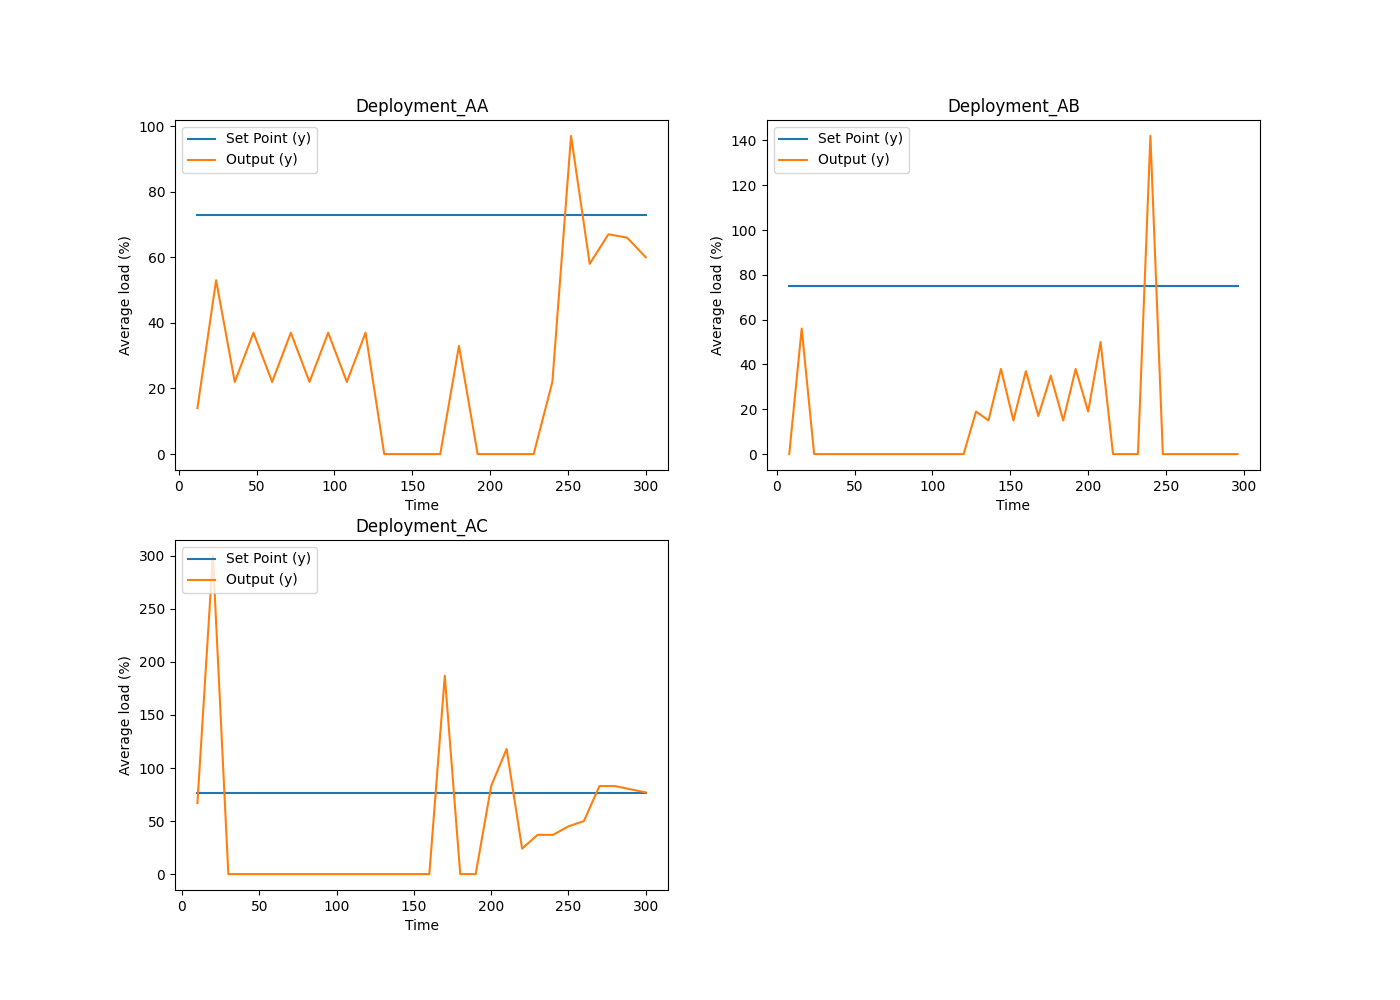 Deployment_AA
Set Point (y)
Output (y)
100
80
60
40
20
0
Average load (%)
0 50 100 150 200 250 300
Time
Deployment_AB
Set Point (y)
Output (y)
140
120
100
80
60
40
20
0
Average load (%)
0 50 100 150 200 250 300
Time
Deployment_AC
Set Point (y)
Output (y)
300
250
200
150
100
50
0
Average load (%)
0 50 100 150 200 250 300
Time